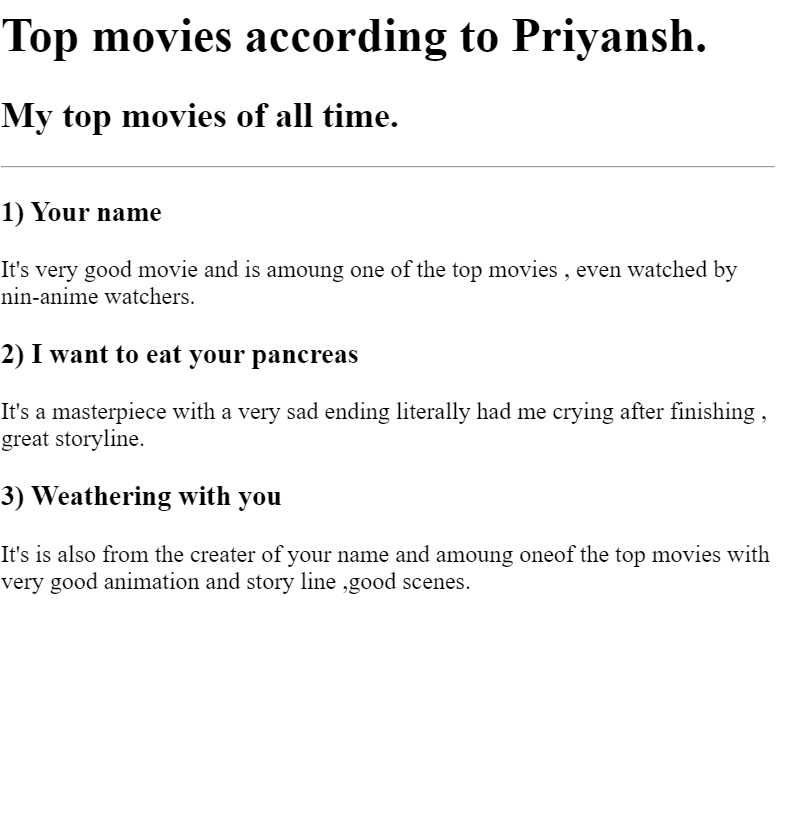 Top movies according to Priyansh.
My top movies of all time.
1) Your name
It's very good movie and is amoung one of the top movies , even watched by
nin-anime watchers.
2) I want to eat your pancreas
It's a masterpiece with a very sad ending literally had me crying after finishing ,
great storyline.
3) Weathering with you
It's is also from the creater of your name and amoung oneof the top movies with
very good animation and story line ,good scenes.